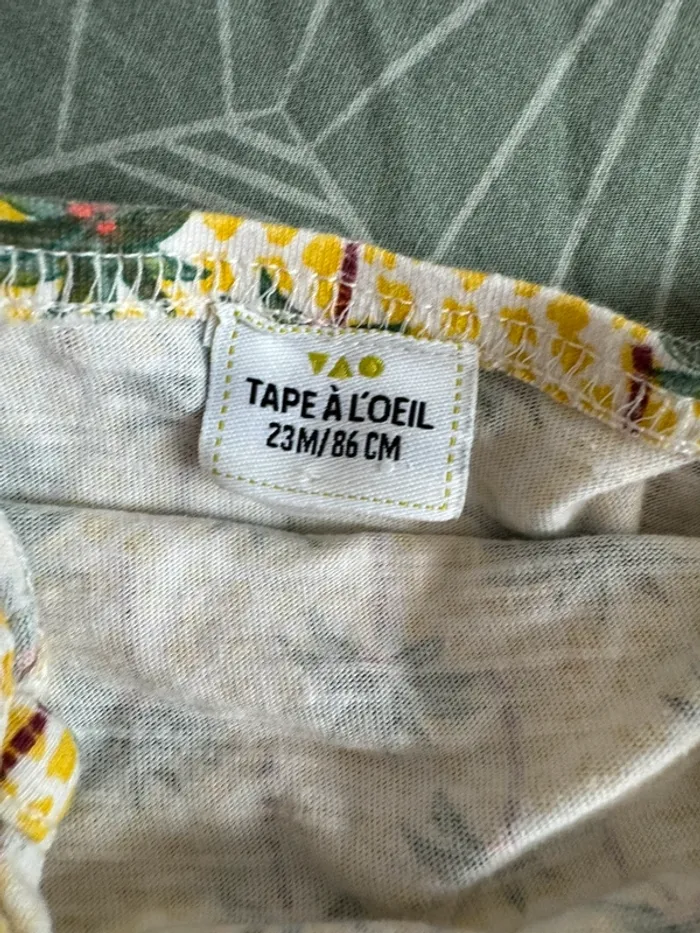 TAO
TAPE À L'OEIL
23M/86 CM